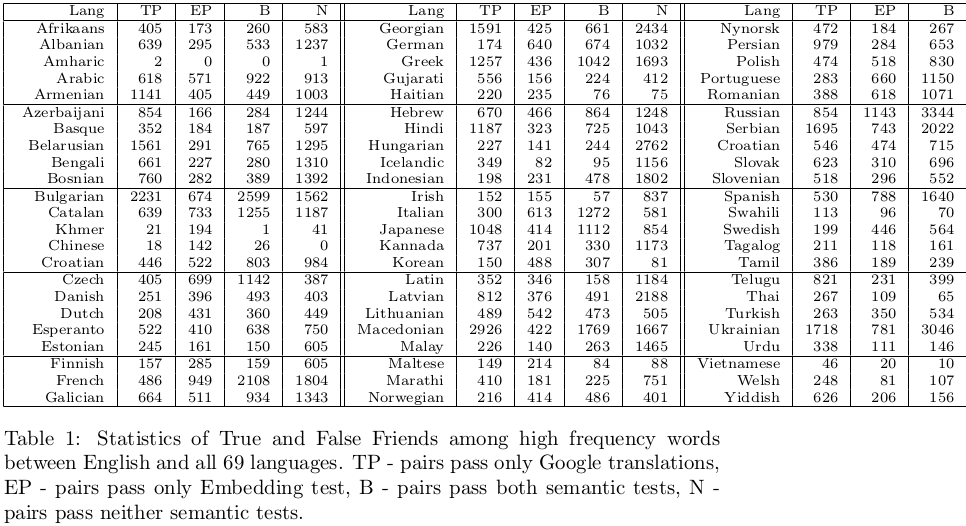 Lang TP EP B N Lang TP EP B N Lang TP EP B
Afrikaans 405 173 260 583 Georgian 1591 425 661 2434 Nynorsk 472 184 267
Albanian 639 295 533 1237 German 174 640 674 1032 Persian 979 284 653
Amharic 2 0 0 1 Greek 1257 436 1042 1693 Polish 474 518 830
Arabic 618 571 922 913 Gujarati 556 156 224 412 Portuguese 283 660 1150
Armenian 1141 405 449 1003 Haitian 220 235 76 75 Romanian 388 618 1071
Azerbaijani 854 166 284 1244 Hebrew 670 466 864 1248 Russian 854 1143 3344
Basque 352 184 187 597 Hindi 1187 323 725 1043 Serbian 1695 743 2022
Belarusian 1561 291 765 1295 Hungarian 227 141 244 2762 Croatian 546 474 715
Bengali 661 227 280 1310 Icelandic 349 82 95 1156 Slovak 623 310 696
Bosnian 760 282 389 1392 Indonesian 198 231 478 1802 Slovenian 518 296 552
Bulgarian 2231 674 2599 1562 Irish 152 155 57 837 Spanish 530 788 1640
Catalan 639 733 1255 1187 Italian 300 613 1272 581 Swahili 113 96 70
Khmer 21 194 1 41 Japanese 1048 414 1112 854 Swedish 199 446 564
Chinese 18 142 26 0 Kannada 737 201 330 1173 Tagalog 211 118 161
Croatian 446 522 803 984 Korean 150 488 307 81 Tamil 386 189 239
Czech 405 699 1142 387 Latin 352 346 158 1184 Telugu 821 231 399
Danish 251 396 493 403 Latvian 812 376 491 2188 Thai 267 109 65
Dutch 208 431 360 449 Lithuanian 489 542 473 505 Turkish 263 350 534
Esperanto 522 410 638 750 Macedonian 2926 422 1769 1667 Ukrainian 1718 781 3046
Estonian 245 161 150 605 Malay 226 140 263 1465 Urdu 338 111 146
Finnish 157 285 159 605 Maltese 149 214 84 88 Vietnamese 46 20 10
French 486 949 2108 1804 Marathi 410 181 225 751 Welsh 248 81 107
Galician 664 511 934 1343 Norwegian 216 414 486 401 Yiddish 626 206 156
Table 1: Statistics of True and False Friends among high frequency words
between English and all 69 languages. TP - pairs pass only Google translations,
EP - pairs pass only Embedding test, B - pairs pass both semantic tests, N -
pairs pass neither semantic tests.